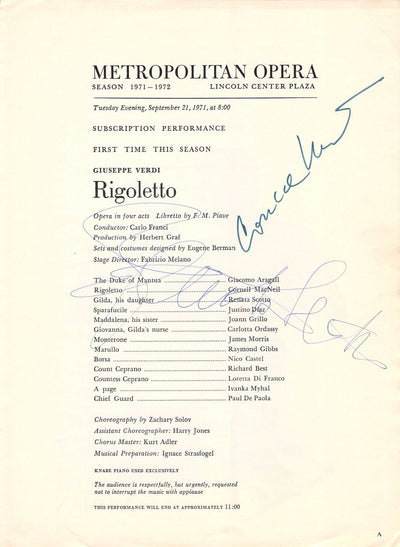 METROPOLITAN OPERA
SEASON 1971–1972 LINCOLN CENTER PLAZA
Tuesday Evening, September 21, 1971, at 8:00
SUBSCRIPTION PERFORMANCE
FIRST TIME THIS SEASON
GIUSEPPE VERDI
Rigoletto
Opera in four acts Libretto by F. M. Piave
Conductor: Carlo Franci
Production by Herbert Graf
Sets and costumes designed by Eugene Berman
Stage Director: Fabrizio Melano
The Duke of Mantua Giacomo Aragall
Rigoletto Cornell MacNeil
Gilda, his daughter Renata Scotto
Sparafucile Justino Díaz
Maddalena, his sister Joann Grillo
Giovanna, Gilda's nurse Carlotta Ordassy
Monterone James Morris
Marullo Raymond Gibbs
Borsa Nico Castel
Count Ceprano Richard Best
Countess Ceprano Loretta Di Franco
A page Ivanka Myhal
Chief Guard Paul De Paola
Choreography by Zachary Solov
Assistant Choreographer: Harry Jones
Chorus Master: Kurt Adler
Musical Preparation: Ignace Strasfogel
KNABE PIANO USED EXCLUSIVELY
The audience is respectfully, but urgently, requested
not to interrupt the music with applause
THIS PERFORMANCE WILL END AT APPROXIMATELY 11:00
A